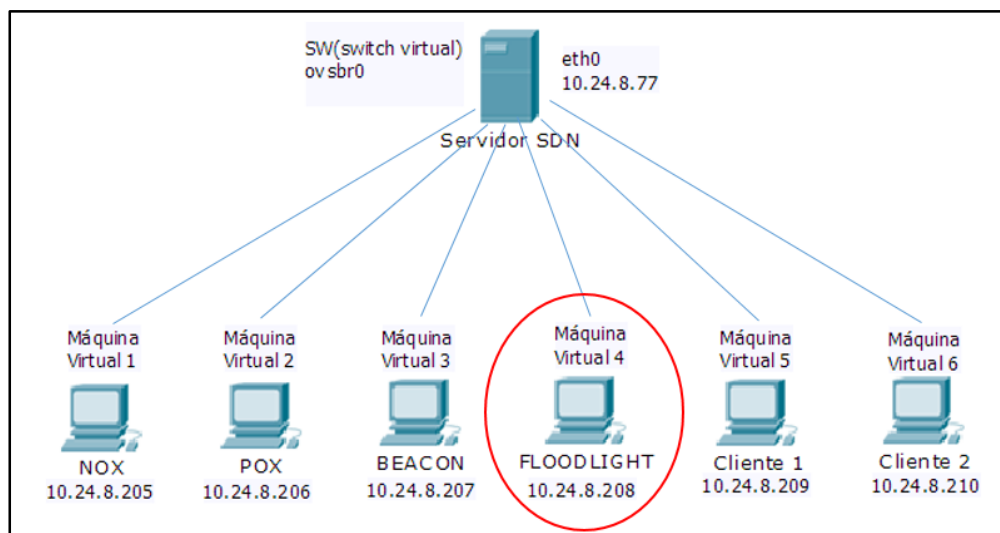 SW(switch virtual)
ovsbr0
eth0
10.24.8.77
Servidor SDN
Máquina
Virtual 1
NOX
10.24.8.205
Máquina
Virtual 2
POX
10.24.8.206
Máquina
Virtual 3
BEACON
10.24.8.207
Máquina
Virtual 4
FLOODLIGHT
10.24.8.208
Máquina
Virtual 5
Cliente 1
10.24.8.209
Máquina
Virtual 6
Cliente 2
10.24.8.210